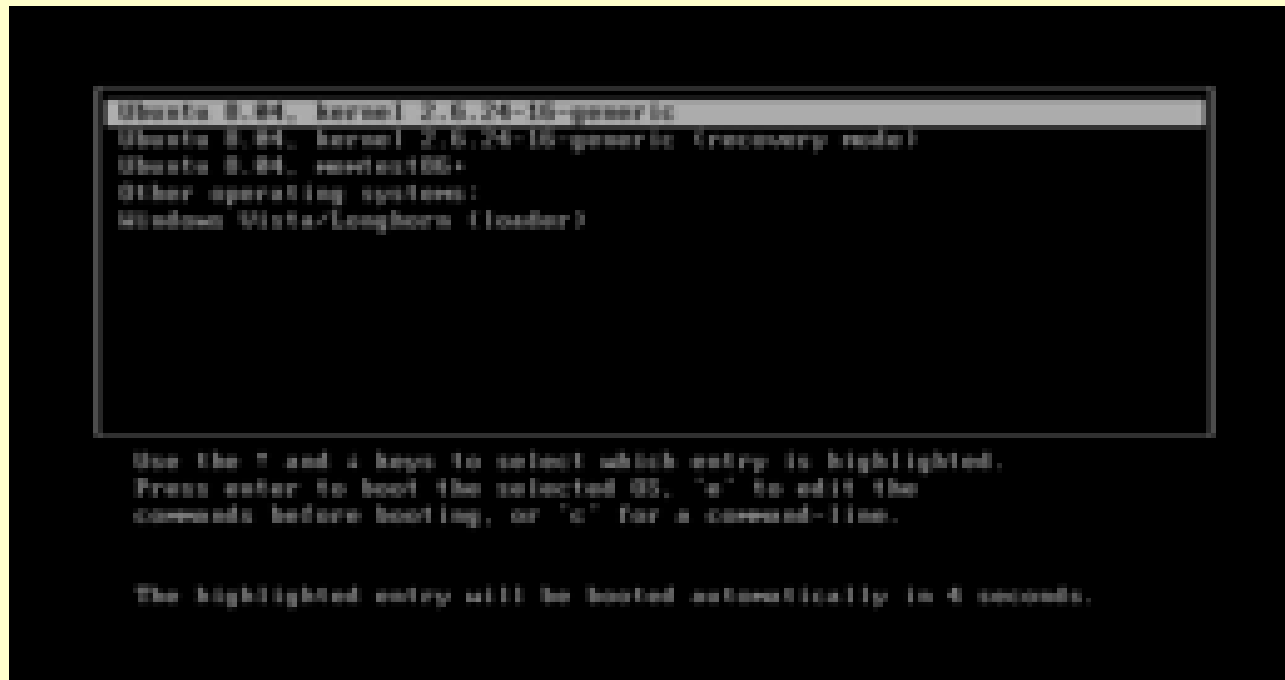 Ubuntu 8.04, kernel 2.6.24-16-generic
Ubuntu 8.04, kernel 2.6.24-16-generic (recovery mode)
Ubuntu 8.04, memtest86+
Other operating systems:
Windows Vista/Longhorn (loader)
Use the ↑ and ↓ keys to select which entry is highlighted.
Press enter to boot the selected OS, 'e' to edit the
commands before booting, or 'c' for a command-line.
The highlighted entry will be booted automatically in 4 seconds.